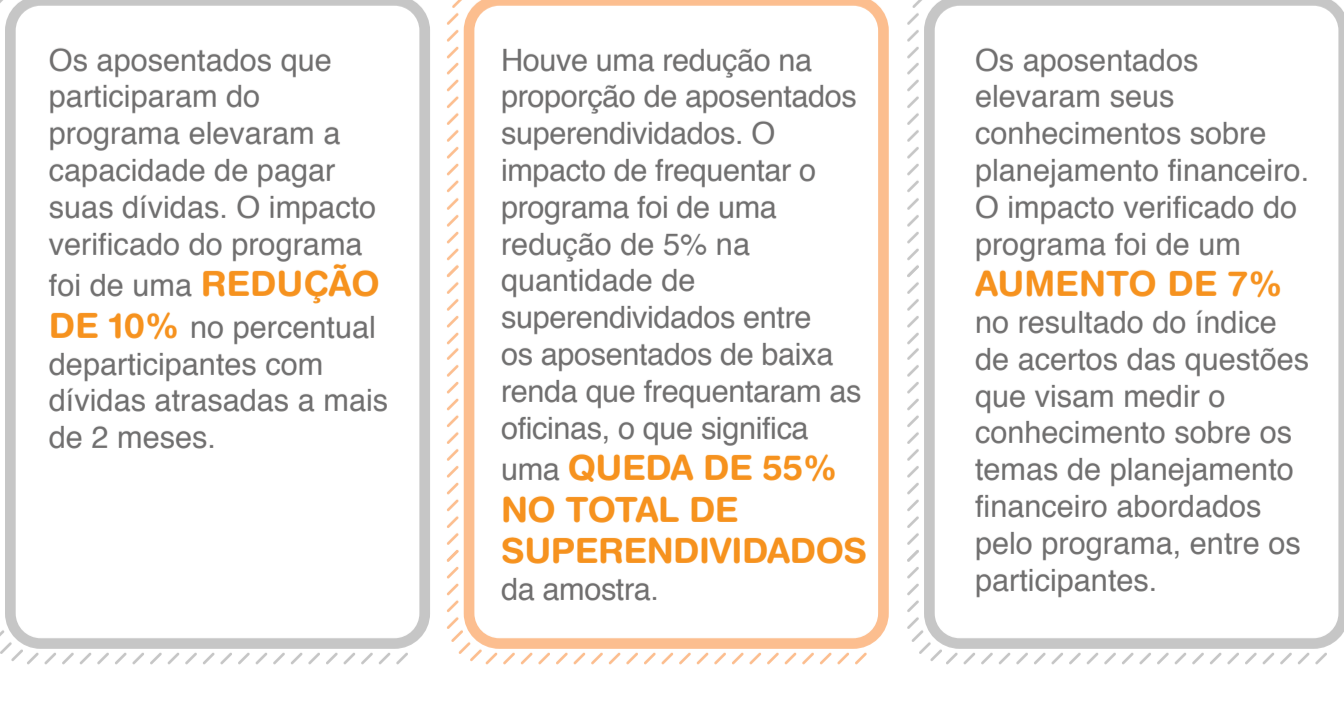 Os aposentados que
participaram do
programa elevaram a
capacidade de pagar
suas dívidas. O impacto
verificado do programa
foi de uma REDUÇÃO
DE 10% no percentual
departicipantes com
dívidas atrasadas a mais
de 2 meses.
Houve uma redução na
proporção de aposentados
superendividados. O
impacto de frequentar o
programa foi de uma
redução de 5% na
quantidade de
superendividados entre
os aposentados de baixa
renda que frequentaram as
oficinas, o que significa
uma QUEDA DE 55%
NO TOTAL DE
SUPERENDIVIDADOS
da amostra.
Os aposentados
elevaram seus
conhecimentos sobre
planejamento financeiro.
O impacto verificado do
programa foi de um
AUMENTO DE 7%
no resultado do índice
de acertos das questões
que visam medir o
conhecimento sobre os
temas de planejamento
financeiro abordados
pelo programa, entre os
participantes.